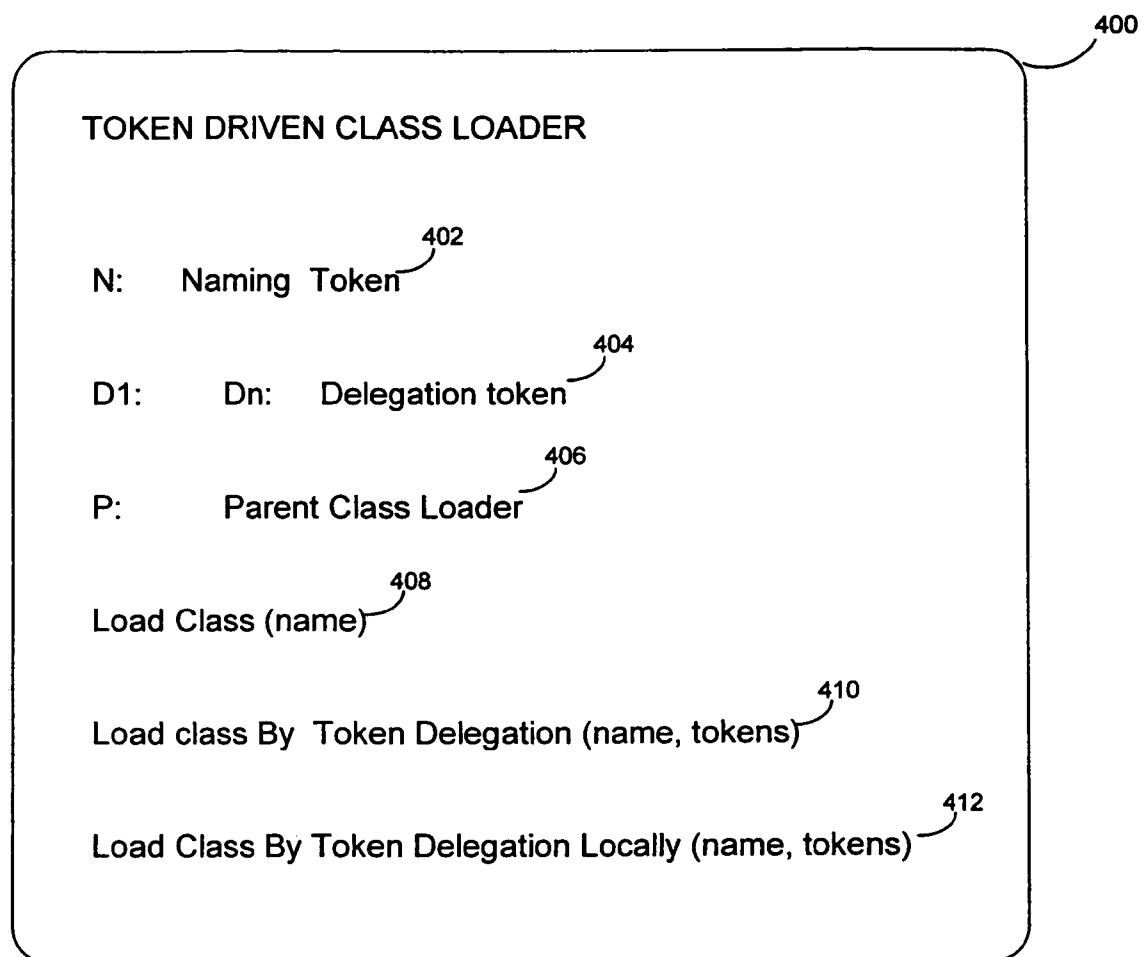 400
TOKEN DRIVEN CLASS LOADER
402
N: Naming Token
404
D1: Dn: Delegation token
406
P: Parent Class Loader
408
Load Class (name)
410
Load class By Token Delegation (name, tokens)
412
Load Class By Token Delegation Locally (name, tokens)